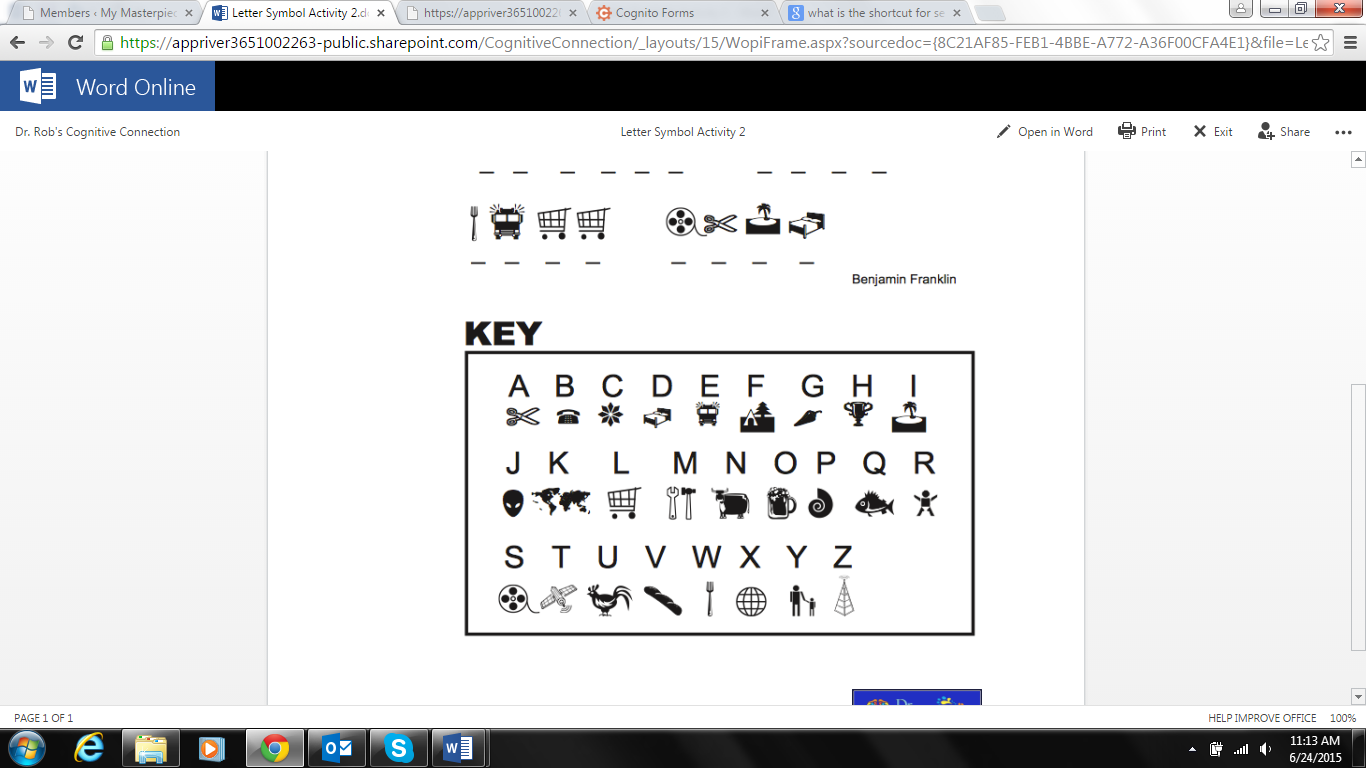 Members ‹ My Masterpiec
Letter Symbol Activity 2.d
https://appriver3651002
Cognito Forms
what is the shortcut for se
https://appriver3651002263-public.sharepoint.com/CognitiveConnection/_layouts/15/WopiFrame.aspx?sourcedoc={8C21AF85-FEB1-4BBE-A772-A36F00CFA4E1}&file=Le
Word Online
Dr. Rob's Cognitive Connection
Letter Symbol Activity 2
Open in Word
Print
Exit
Share
Benjamin Franklin
KEY
A B C D E F G H I
J K L M N O P Q R
S T U V W X Y Z
Dr
PAGE 1 OF 1
HELP IMPROVE OFFICE 100%
11:13 AM
6/24/2015